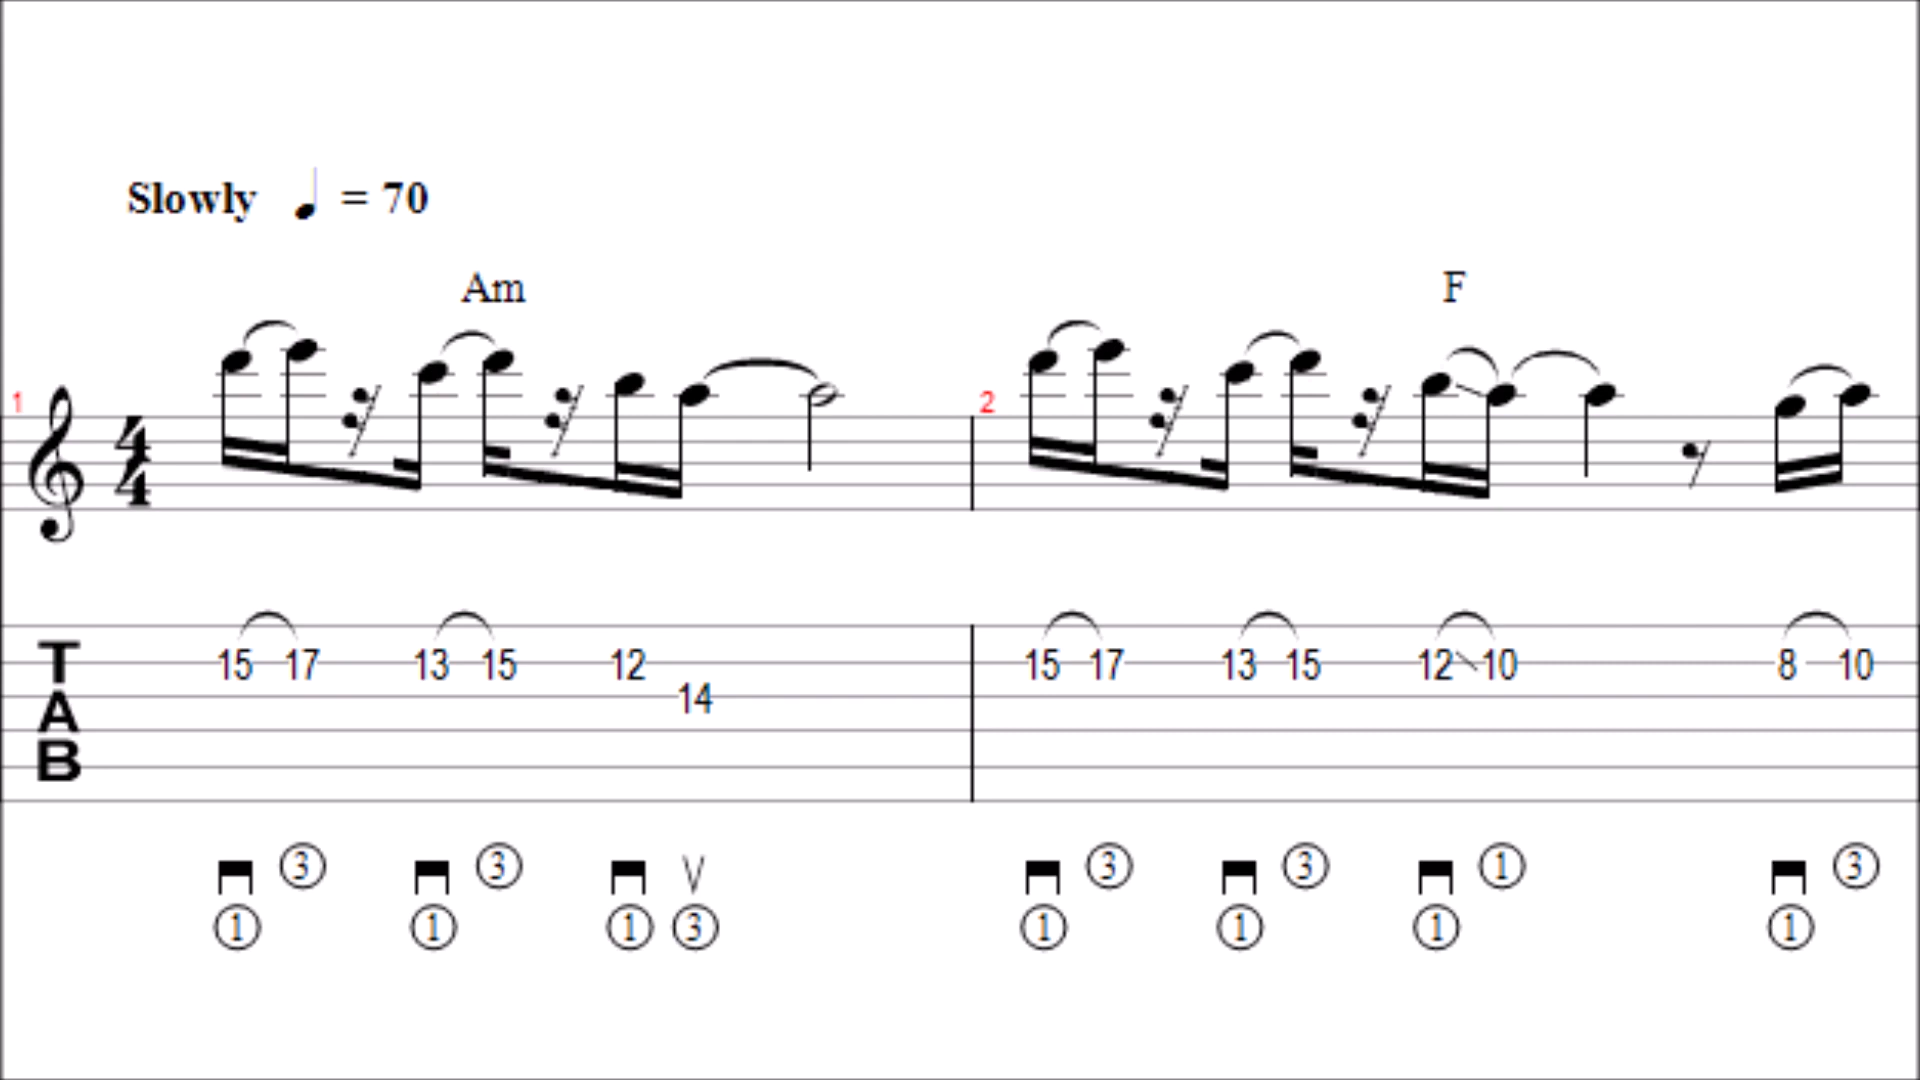 Slowly ♩ = 70
Am F
1 2
4 4
T 15 17 13 15 12 15 17 13 15 12 10 8 10
A 14
B
3 3 V 3 3 1 3
1 1 1 3 1 1 1 1